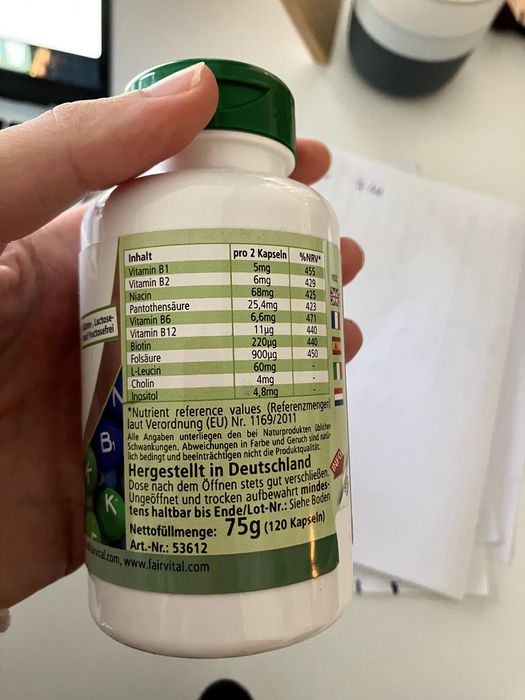 Inhalt pro 2 Kapseln %NRV*
Vitamin B1 5mg 455
Vitamin B2 6mg 429
Niacin 68mg 425
Pantothensäure 25,4mg 423
Vitamin B6 6,6mg 471
Vitamin B12 11µg 440
Biotin 220µg 440
Folsäure 900µg 450
L-Leucin 60mg -
Cholin 4mg -
Inositol 4,8mg -
*Nutrient reference values (Referenzmengen)
laut Verordnung (EU) Nr. 1169/2011
Alle Angaben unterliegen den bei Naturprodukten üblichen
Schwankungen. Abweichungen in Farbe und Geruch sind natür-
lich bedingt und beeinträchtigen nicht die Produktqualität.
Hergestellt in Deutschland
Dose nach dem Öffnen stets gut verschließen.
Ungeöffnet und trocken aufbewahrt mindes-
tens haltbar bis Ende/Lot-Nr.: Siehe Boden
Nettofüllmenge: 75g (120 Kapseln)
Art.-Nr.: 53612
www.fairvital.com
Lactose-
und Fructosefrei
B1
K
K
INFO